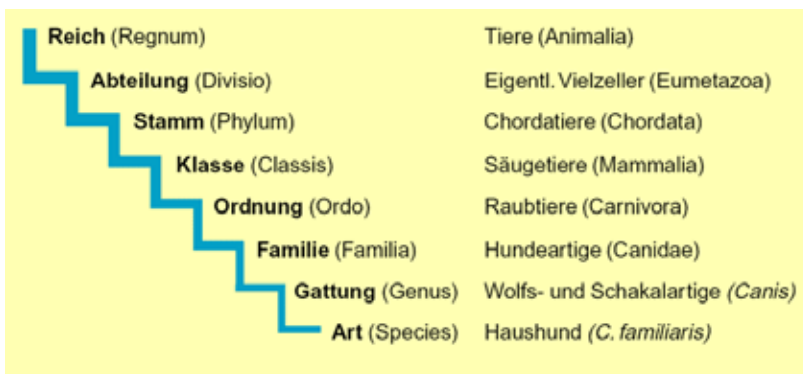 Reich (Regnum) Tiere (Animalia)
Abteilung (Divisio) Eigentl. Vielzeller (Eumetazoa)
Stamm (Phylum) Chordatiere (Chordata)
Klasse (Classis) Säugetiere (Mammalia)
Ordnung (Ordo) Raubtiere (Carnivora)
Familie (Familia) Hundeartige (Canidae)
Gattung (Genus) Wolfs- und Schakalartige (Canis)
Art (Species) Haushund (C. familiaris)